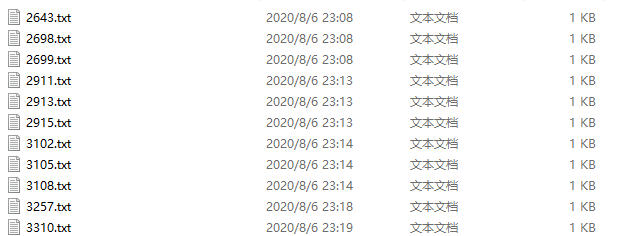 2643.txt 2020/8/6 23:08 文本文档 1 KB
2698.txt 2020/8/6 23:08 文本文档 1 KB
2699.txt 2020/8/6 23:08 文本文档 1 KB
2911.txt 2020/8/6 23:13 文本文档 1 KB
2913.txt 2020/8/6 23:13 文本文档 1 KB
2915.txt 2020/8/6 23:13 文本文档 1 KB
3102.txt 2020/8/6 23:14 文本文档 1 KB
3105.txt 2020/8/6 23:14 文本文档 1 KB
3108.txt 2020/8/6 23:14 文本文档 1 KB
3257.txt 2020/8/6 23:18 文本文档 1 KB
3310.txt 2020/8/6 23:19 文本文档 1 KB